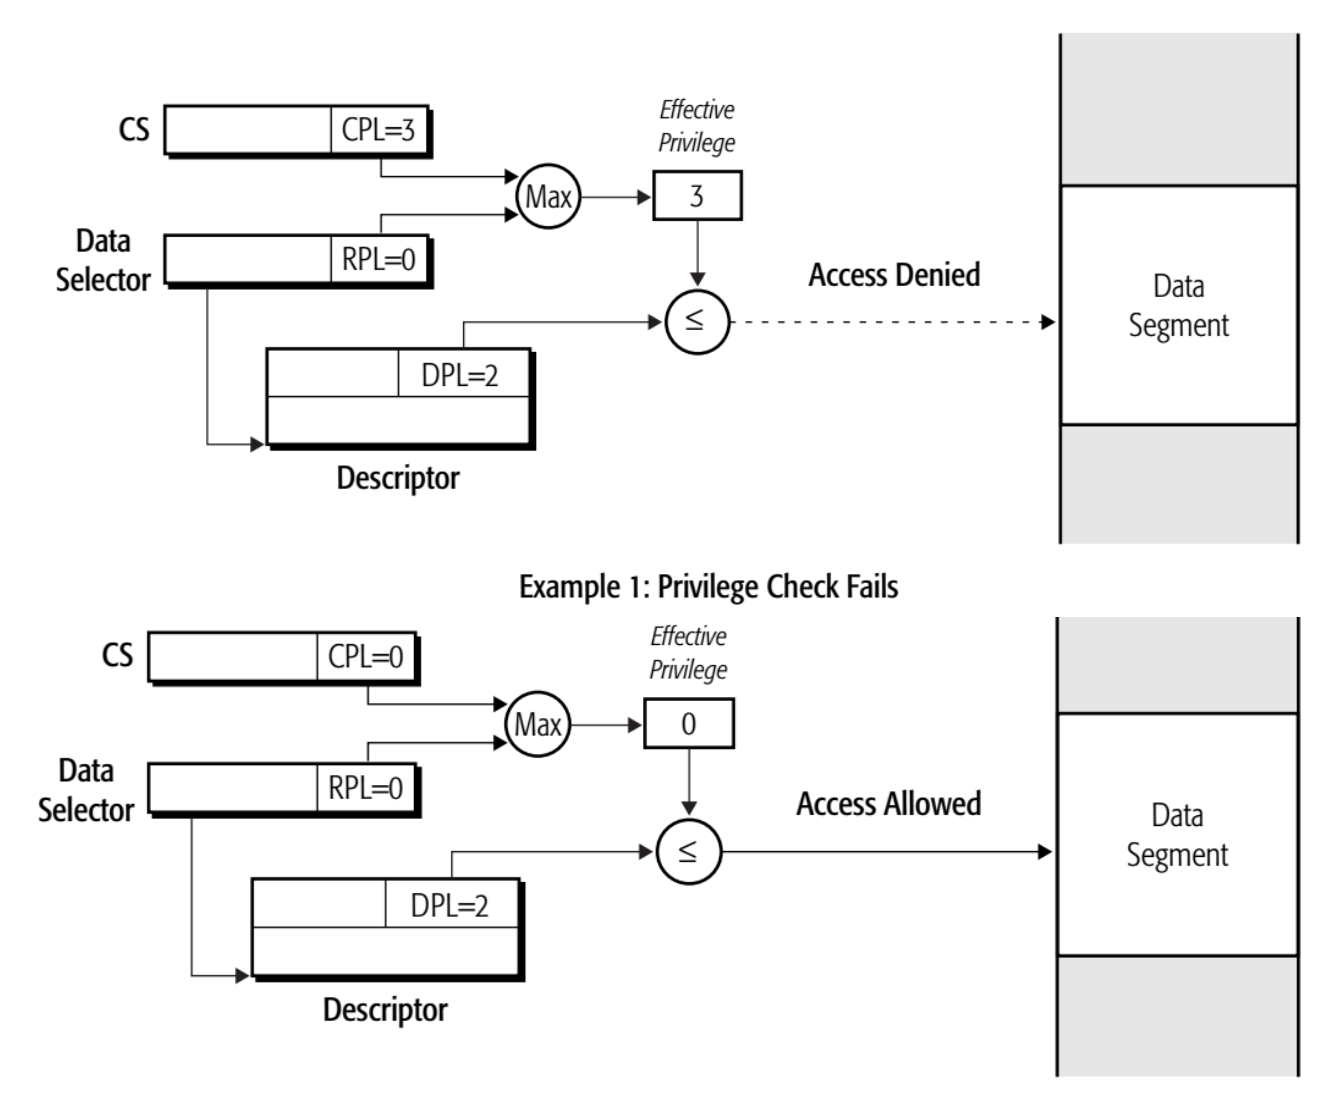 Effective
Privilege
CS
CPL=3
Max
3
Data
Selector
RPL=0
Access Denied
Data
Segment
≤
DPL=2
Descriptor
Example 1: Privilege Check Fails
Effective
Privilege
CS
CPL=0
Max
0
Data
Selector
RPL=0
Access Allowed
Data
Segment
≤
DPL=2
Descriptor